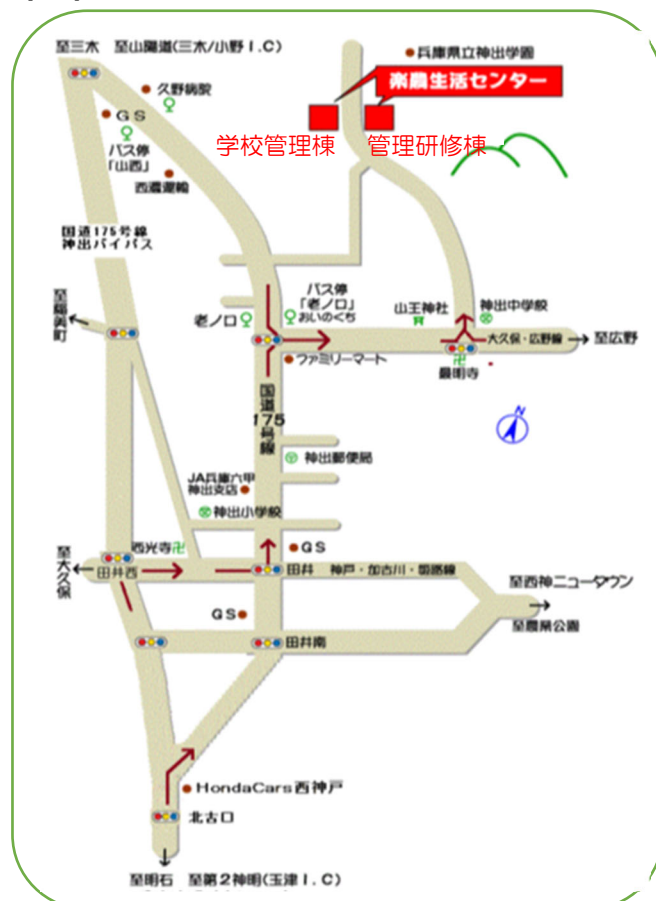 至三木　至山陽道(三木/小野 I.C)
兵庫県立神出学園
楽農生活センター
久野病院
GS
バス停
「山西」
学校管理棟
管理研修棟
西濃運輸
国道175号線
神出バイパス
バス停
「老ノ口」
おいのくち
老ノ口
山王神社
神出中学校
至稲美町
大久保・広野線
至広野
ファミリーマート
最明寺
国道175号線
N
神出郵便局
JA兵庫六甲
神出支店
神出小学校
西光寺
GS
至大久保
田井西
田井
神戸・加古川・姫路線
至西神ニュータウン
至農業公園
GS
田井南
HondaCars西神戸
北古口
至明石　至第2神明(玉津 I.C)